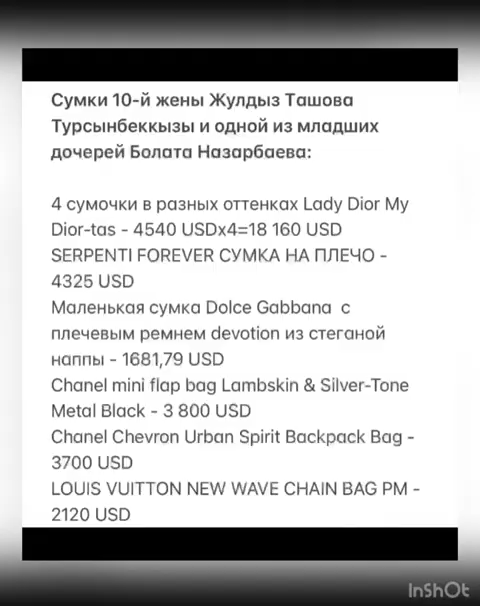 Сумки 10-й жены Жулдыз Ташова
Турсынбеккызы и одной из младших
дочерей Болата Назарбаева:
4 сумочки в разных оттенках Lady Dior My
Dior-tas - 4540 USDx4=18 160 USD
SERPENTI FOREVER СУМКА НА ПЛЕЧО -
4325 USD
Маленькая сумка Dolce Gabbana с
плечевым ремнем devotion из стеганой
наппы - 1681,79 USD
Chanel mini flap bag Lambskin & Silver-Tone
Metal Black - 3 800 USD
Chanel Chevron Urban Spirit Backpack Bag -
3700 USD
LOUIS VUITTON NEW WAVE CHAIN BAG PM -
2120 USD
InShOt